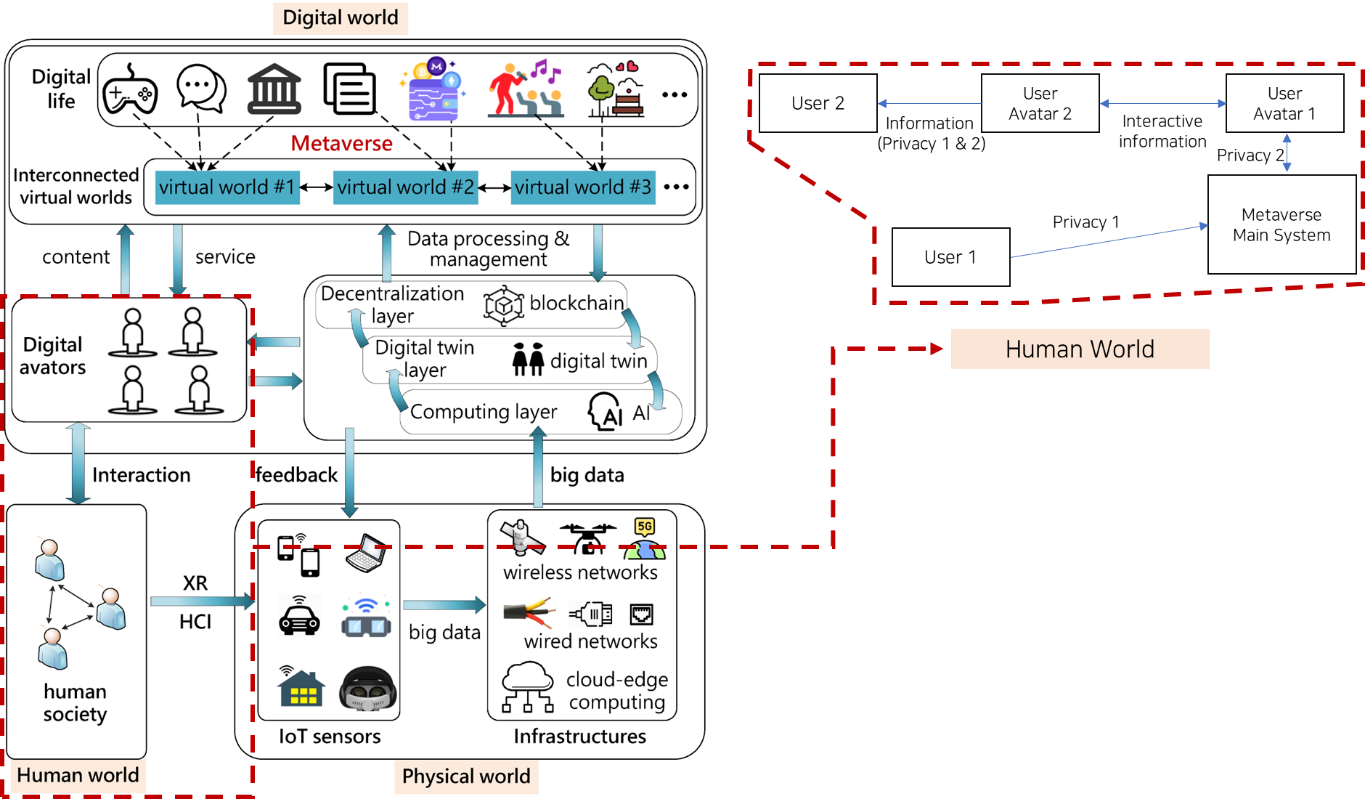 Digital world
Digital
life
Metaverse
Interconnected
virtual worlds
virtual world #1
virtual world #2
virtual world #3
content
service
Data processing &
management
Decentralization
layer
blockchain
Digital twin
layer
digital twin
Computing layer
AI
AI
Digital
avators
Interaction
feedback
big data
human
society
XR
HCI
IoT sensors
big data
5G
wireless networks
wired networks
cloud-edge
computing
Infrastructures
Human world
Physical world
User 2
Information
(Privacy 1 & 2)
User
Avatar 2
Interactive
information
User
Avatar 1
Privacy 2
User 1
Privacy 1
Metaverse
Main System
Human World